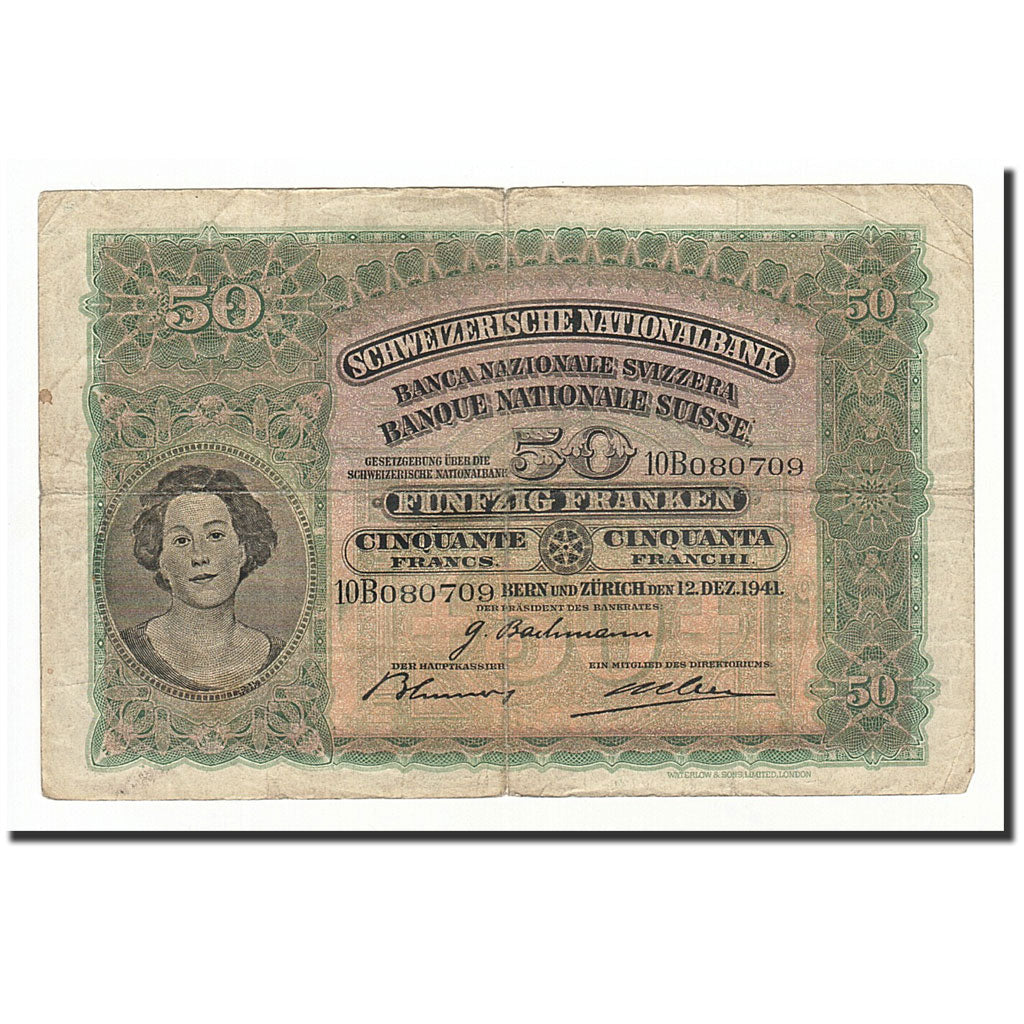 50
50
SCHWEIZERISCHE NATIONALBANK
BANCA NAZIONALE SVIZZERA
BANQUE NATIONALE SUISSE.
GESETZGEBUNG ÜBER DIE
SCHWEIZERISCHE NATIONALBANK
50
10B080709
FÜNFZIG FRANKEN
CINQUANTE
FRANCS.
CINQUANTA
FRANCHI.
10B080709 BERN UND ZÜRICH DEN 12. DEZ. 1941.
DER PRÄSIDENT DES BANKRATES:
G. Bachmann
DER HAUPTKASSIER
EIN MITGLIED DES DIREKTORIUMS.
50
50
WATERLOW & SONS LIMITED, LONDON